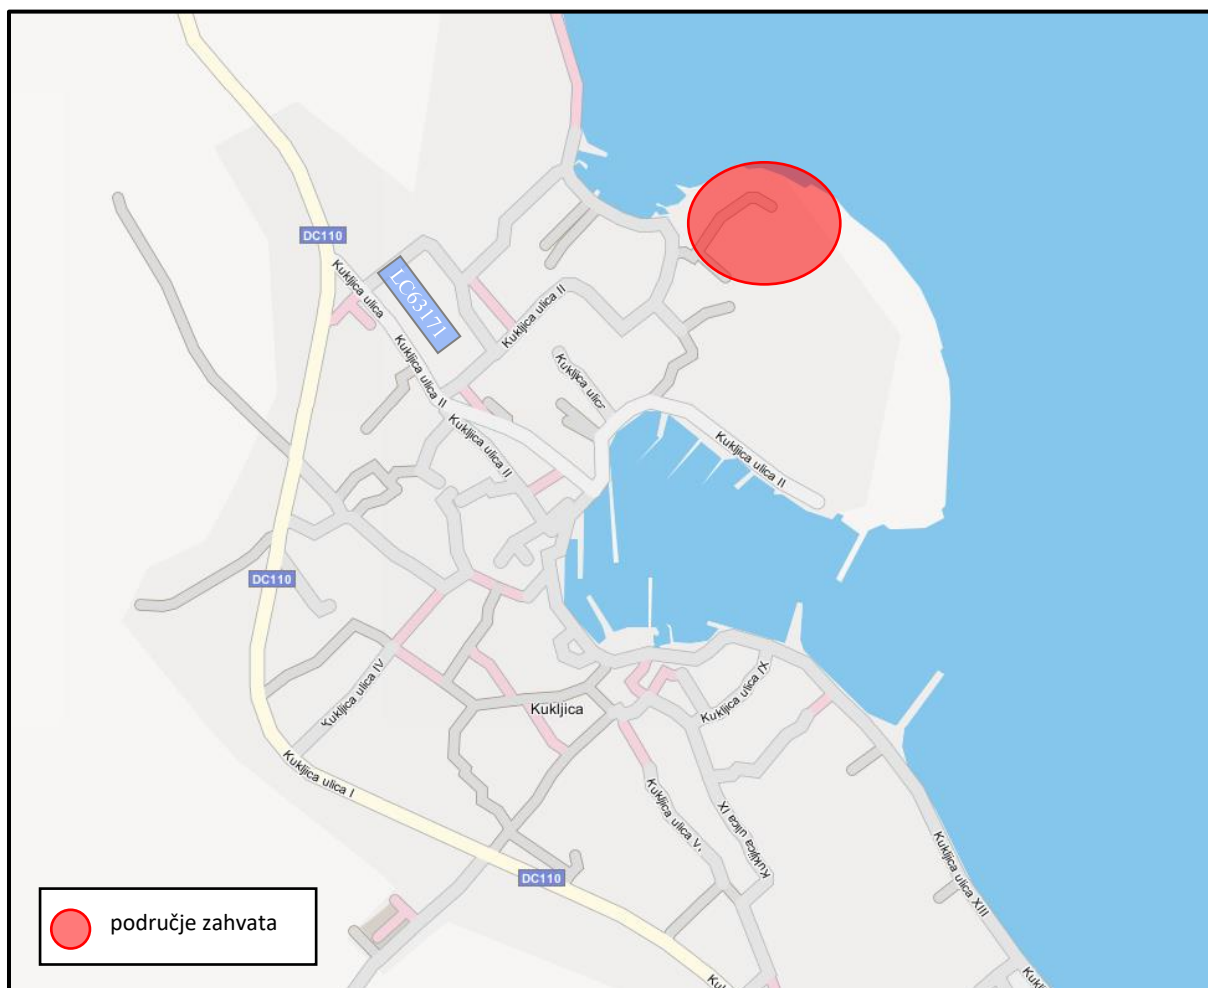 DC110
Kukljica ulica
LC63171
Kukljica ulica II
Kukljica ulica II
Kukljica ulicr
Kukljica ulica II
Kukljica ulica II
DC110
Kukljica ulica IV
Kukljica ulica IX
Kukljica
Kukljica ulica I
Kukljica ulica V
Kukljica ulica IX
Kukljica ulica XIII
DC110
područje zahvata
Kuklj